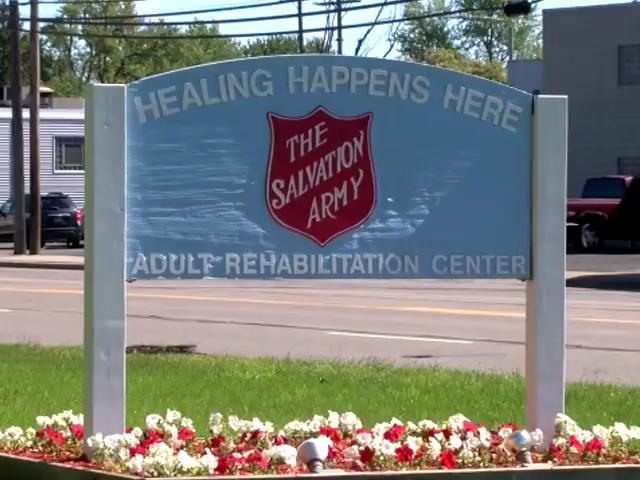 HEALING HAPPENS HERE
THE
SALVATION
ARMY
ADULT REHABILITATION CENTER